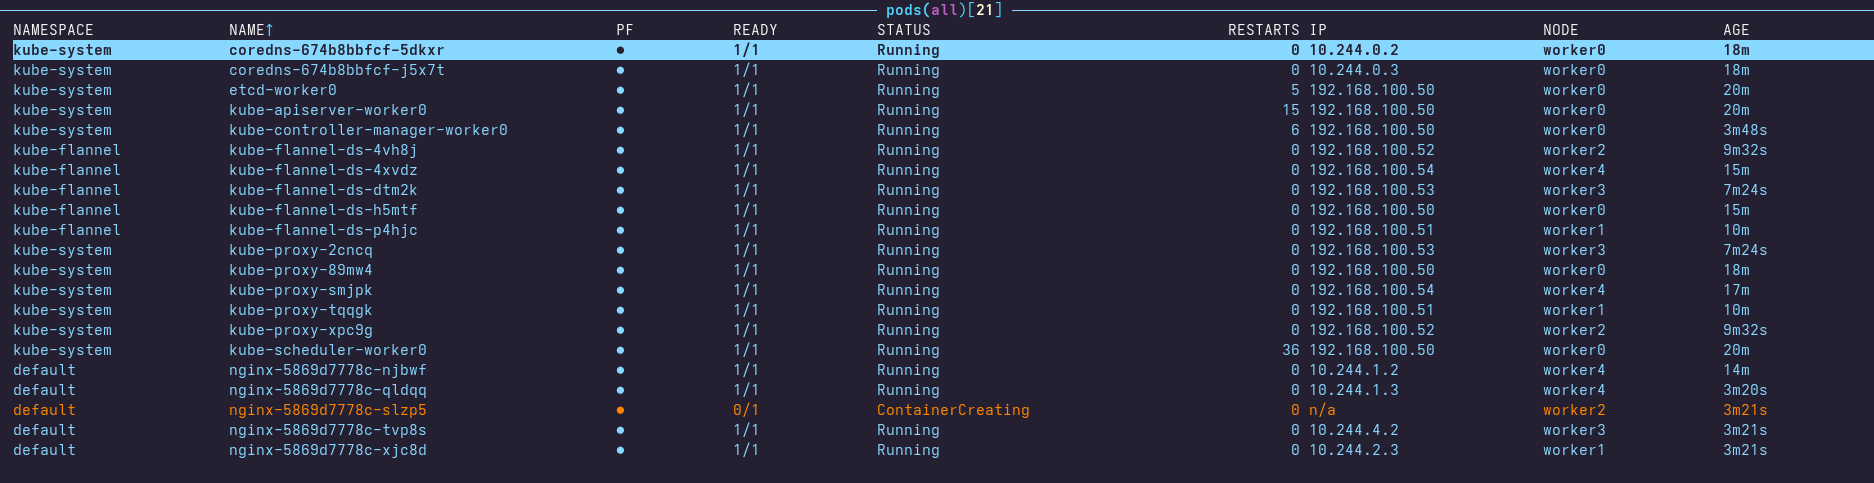 pods(all)[21]
NAMESPACE NAME↑ PF READY STATUS RESTARTS IP NODE AGE
kube-system coredns-674b8bbfcf-5dkxr ● 1/1 Running 0 10.244.0.2 worker0 18m
kube-system coredns-674b8bbfcf-j5x7t ● 1/1 Running 0 10.244.0.3 worker0 18m
kube-system etcd-worker0 ● 1/1 Running 5 192.168.100.50 worker0 20m
kube-system kube-apiserver-worker0 ● 1/1 Running 15 192.168.100.50 worker0 20m
kube-system kube-controller-manager-worker0 ● 1/1 Running 6 192.168.100.50 worker0 3m48s
kube-flannel kube-flannel-ds-4vh8j ● 1/1 Running 0 192.168.100.52 worker2 9m32s
kube-flannel kube-flannel-ds-4xvdz ● 1/1 Running 0 192.168.100.54 worker4 15m
kube-flannel kube-flannel-ds-dtm2k ● 1/1 Running 0 192.168.100.53 worker3 7m24s
kube-flannel kube-flannel-ds-h5mtf ● 1/1 Running 0 192.168.100.50 worker0 15m
kube-flannel kube-flannel-ds-p4hjc ● 1/1 Running 0 192.168.100.51 worker1 10m
kube-system kube-proxy-2cncq ● 1/1 Running 0 192.168.100.53 worker3 7m24s
kube-system kube-proxy-89mw4 ● 1/1 Running 0 192.168.100.50 worker0 18m
kube-system kube-proxy-smjpk ● 1/1 Running 0 192.168.100.54 worker4 17m
kube-system kube-proxy-tqqgk ● 1/1 Running 0 192.168.100.51 worker1 10m
kube-system kube-proxy-xpc9g ● 1/1 Running 0 192.168.100.52 worker2 9m32s
kube-system kube-scheduler-worker0 ● 1/1 Running 36 192.168.100.50 worker0 20m
default nginx-5869d7778c-njbwf ● 1/1 Running 0 10.244.1.2 worker4 14m
default nginx-5869d7778c-qldqq ● 1/1 Running 0 10.244.1.3 worker4 3m20s
default nginx-5869d7778c-slzp5 ● 0/1 ContainerCreating 0 n/a worker2 3m21s
default nginx-5869d7778c-tvp8s ● 1/1 Running 0 10.244.4.2 worker3 3m21s
default nginx-5869d7778c-xjc8d ● 1/1 Running 0 10.244.2.3 worker1 3m21s